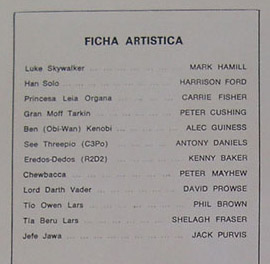 FICHA ARTISTICA
Luke Skywalker ........ MARK HAMILL
Han Solo ........ HARRISON FORD
Princesa Leia Organa ........ CARRIE FISHER
Gran Moff Tarkin ........ PETER CUSHING
Ben (Obi-Wan) Kenobi ........ ALEC GUINESS
See Threepio (C3Po) ........ ANTONY DANIELS
Eredos-Dedos (R2D2) ........ KENNY BAKER
Chewbacca ........ PETER MAYHEW
Lord Darth Vader ........ DAVID PROWSE
Tío Owen Lars ........ PHIL BROWN
Tía Beru Lars ........ SHELAGH FRASER
Jefe Jawa ........ JACK PURVIS